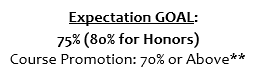 Expectation GOAL:
75% (80% for Honors)
Course Promotion: 70% or Above**